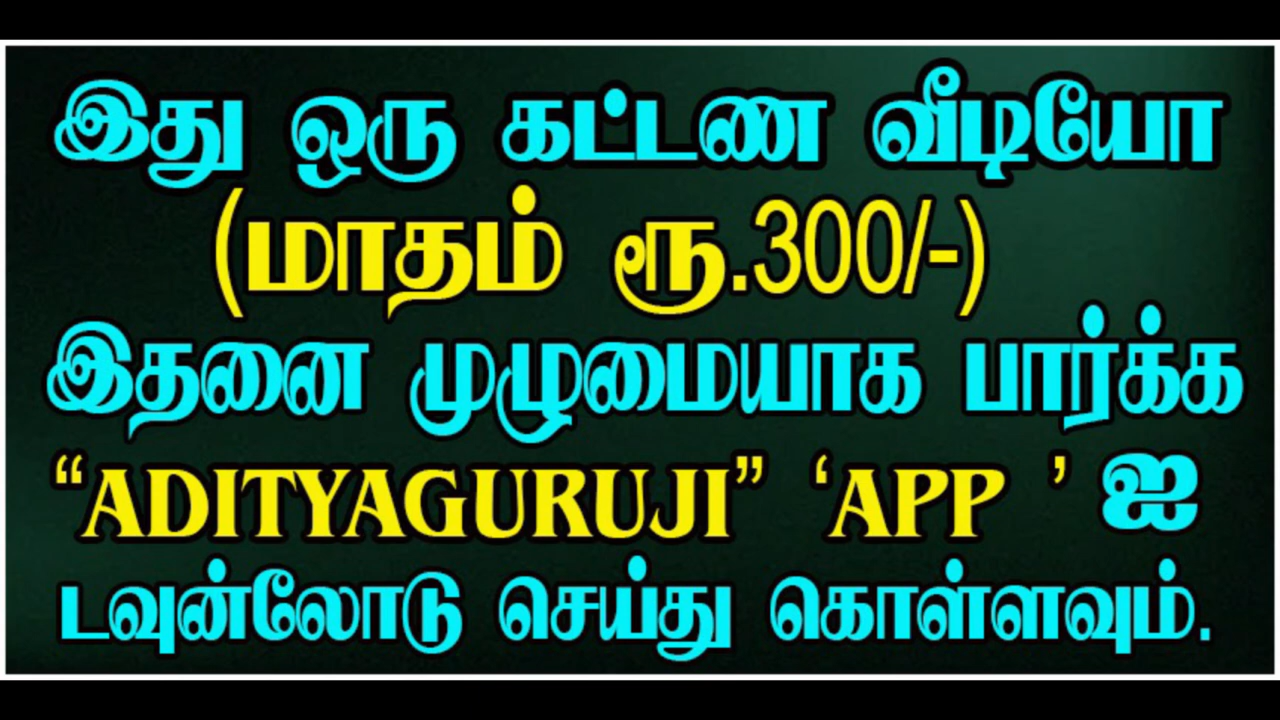 இது ஒரு கட்டண வீடியோ
(மாதம் ரூ.300/-)
இதனை முழுமையாக பார்க்க
“ADITYAGURUJI” ‘APP ’ ஐ
டவுன்லோடு செய்து கொள்ளவும்.